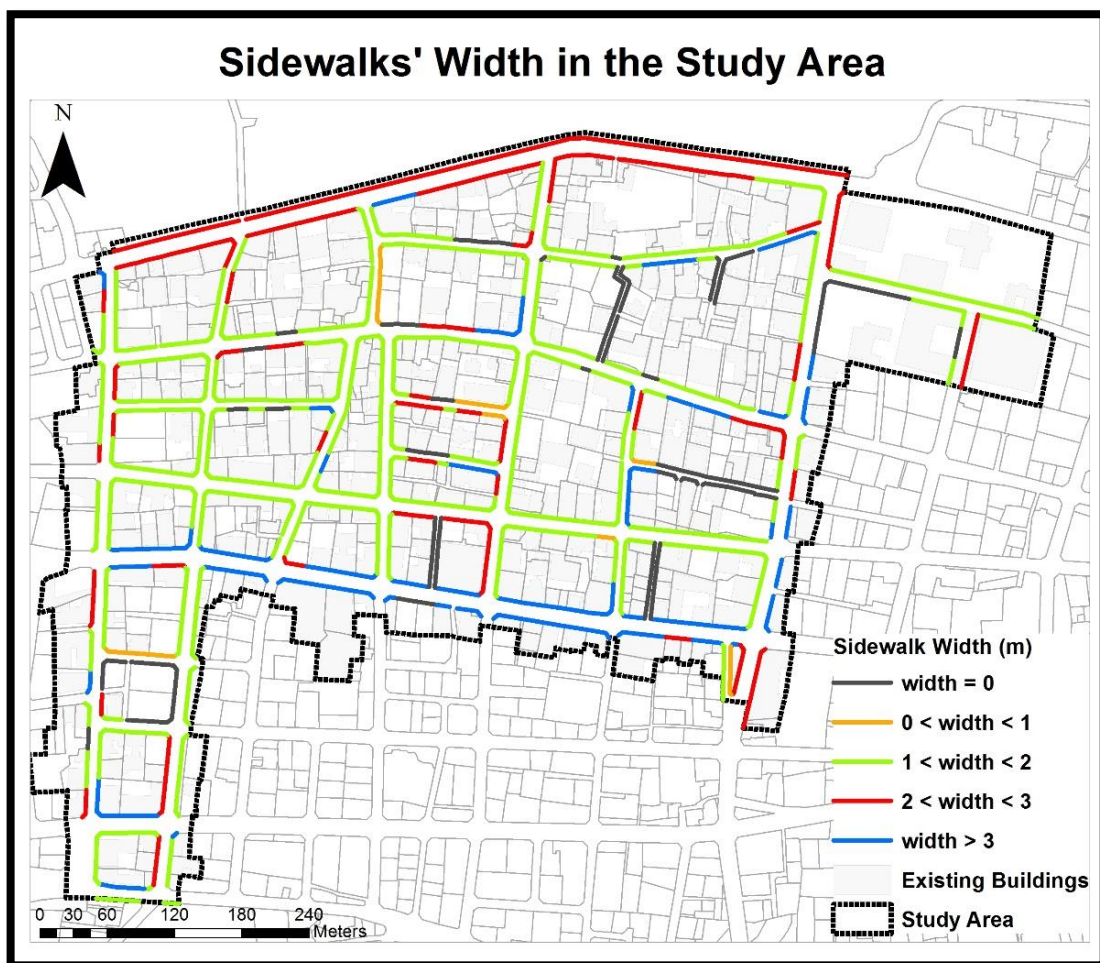 Sidewalks' Width in the Study Area
N
Sidewalk Width (m)
width = 0
0 < width < 1
1 < width < 2
2 < width < 3
width > 3
Existing Buildings
Study Area
0 30 60 120 180 240
Meters